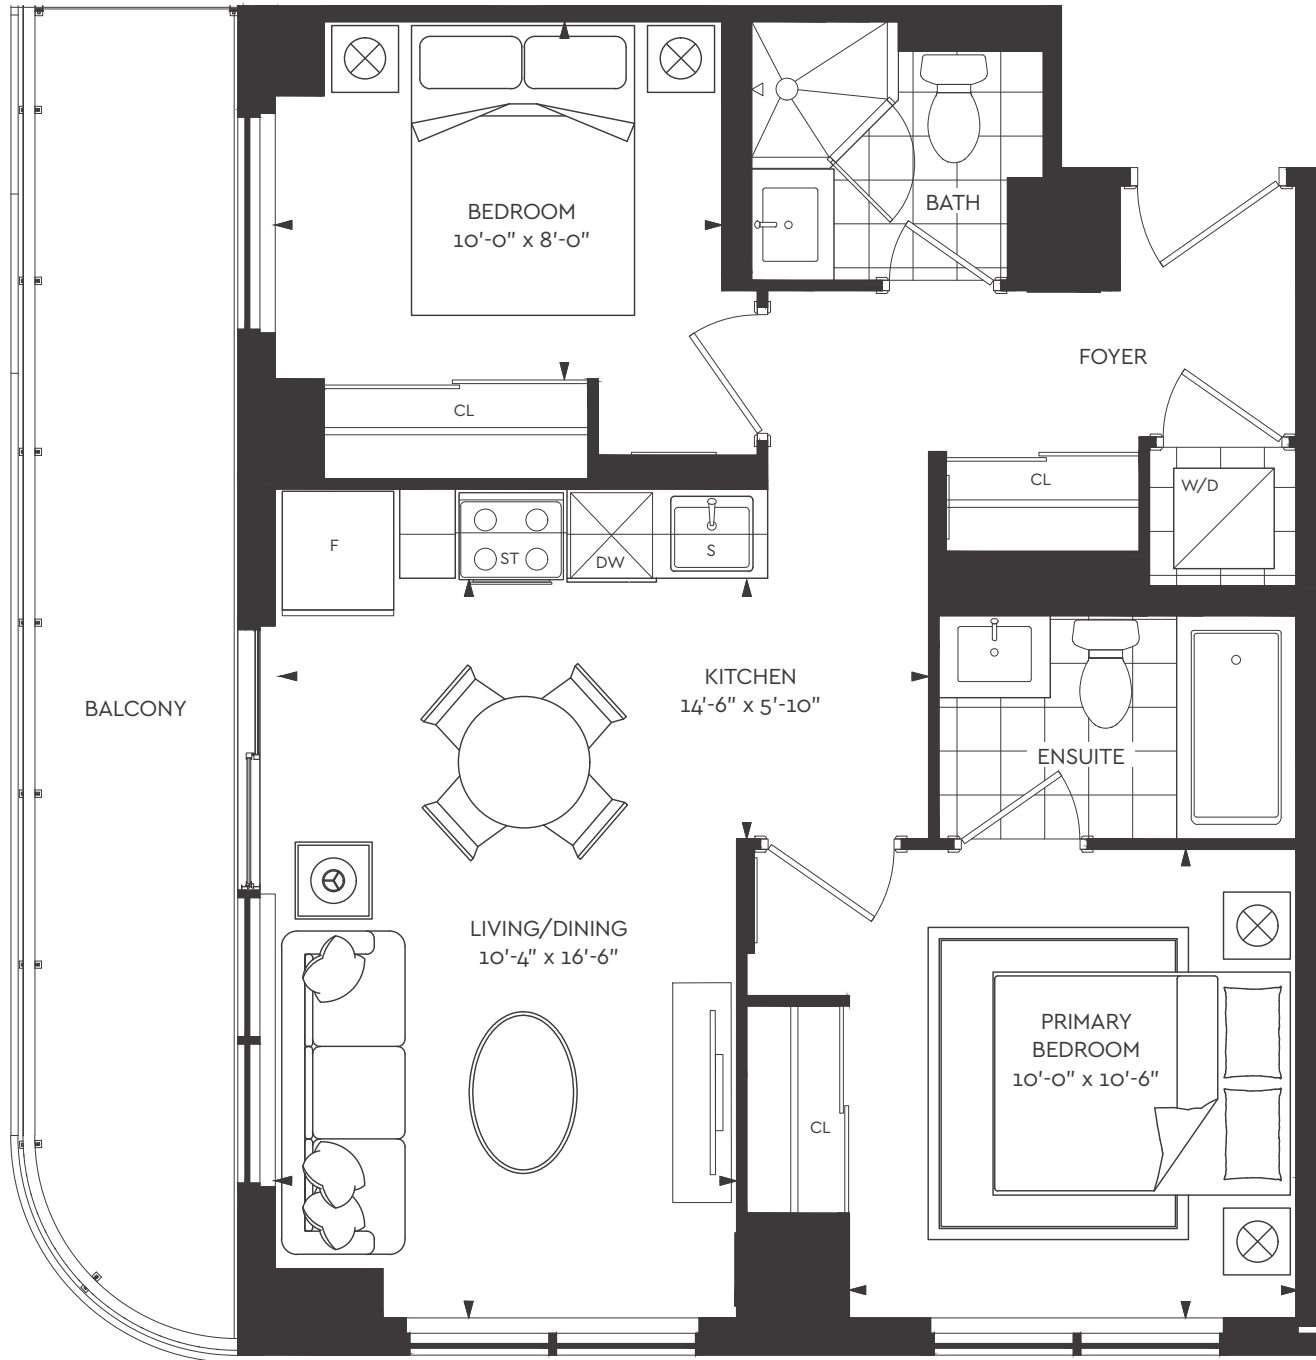 BEDROOM
10'-0" x 8'-0"
BATH
FOYER
CL
CL
W/D
F
ST
DW
S
BALCONY
KITCHEN
14'-6" x 5'-10"
ENSUITE
LIVING/DINING
10'-4" x 16'-6"
PRIMARY
BEDROOM
10'-0" x 10'-6"
CL